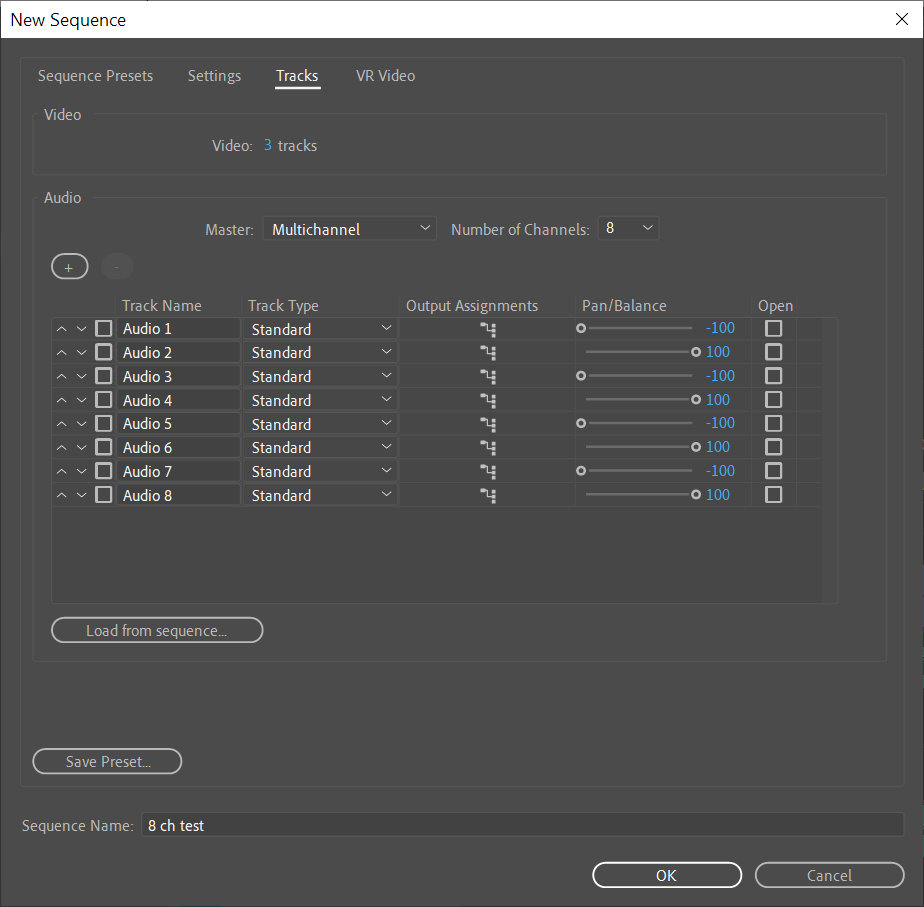 New Sequence
Sequence Presets Settings Tracks VR Video
Video
Video: 3 tracks
Audio
Master: Multichannel Number of Channels: 8
+ -
Track Name Track Type Output Assignments Pan/Balance Open
Audio 1 Standard -100
Audio 2 Standard 100
Audio 3 Standard -100
Audio 4 Standard 100
Audio 5 Standard -100
Audio 6 Standard 100
Audio 7 Standard -100
Audio 8 Standard 100
Load from sequence...
Save Preset...
Sequence Name: 8 ch test
OK Cancel